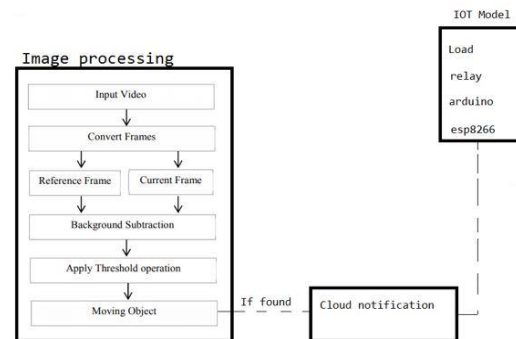 IOT Model
Load
relay
arduino
esp8266
Image processing
Input Video
Convert Frames
Reference Frame
Current Frame
Background Subtraction
Apply Threshold operation
Moving Object
If found
Cloud notification